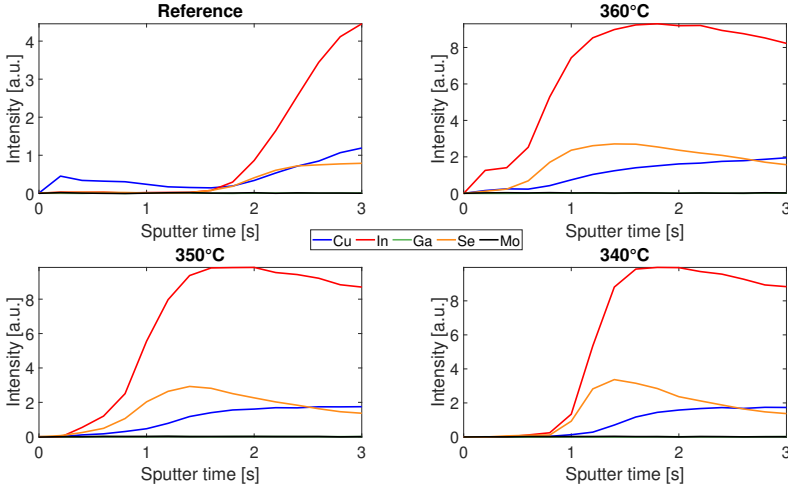 Reference
Intensity [a.u.]
4
3
2
1
0
0 1 2 3
Sputter time [s]
360°C
Intensity [a.u.]
8
6
4
2
0
0 1 2 3
Sputter time [s]
Cu In Ga Se Mo
350°C
Intensity [a.u.]
8
6
4
2
0
0 1 2 3
Sputter time [s]
340°C
Intensity [a.u.]
8
6
4
2
0
0 1 2 3
Sputter time [s]